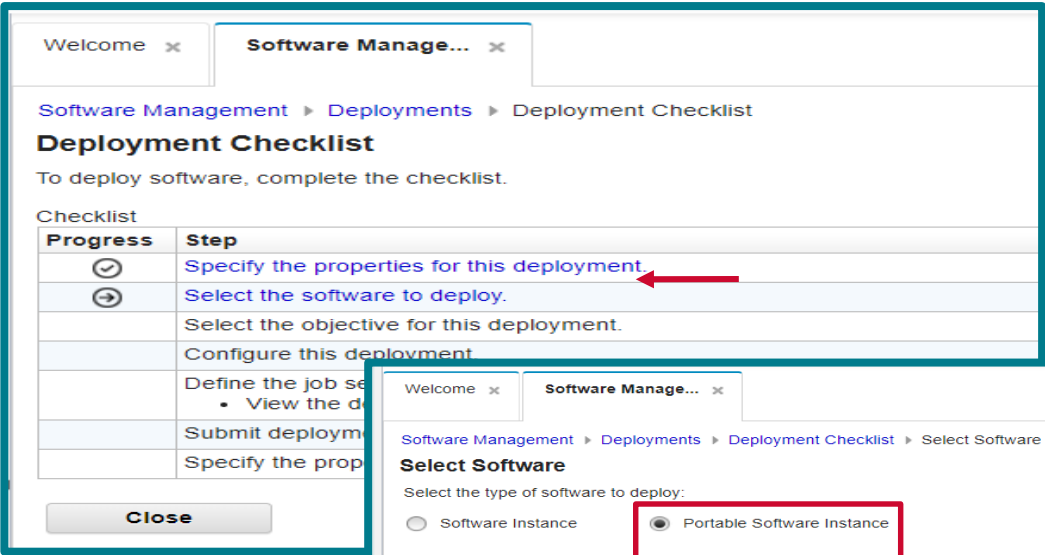 Welcome x Software Manage... x
Software Management Deployments Deployment Checklist
Deployment Checklist
To deploy software, complete the checklist.
Checklist
Progress Step
Specify the properties for this deployment.
Select the software to deploy.
Select the objective for this deployment.
Configure this deployment.
Define the job se
• View the d
Submit deploym
Specify the prop
Close
Welcome x Software Manage... x
Software Management Deployments Deployment Checklist Select Software
Select Software
Select the type of software to deploy:
Software Instance Portable Software Instance